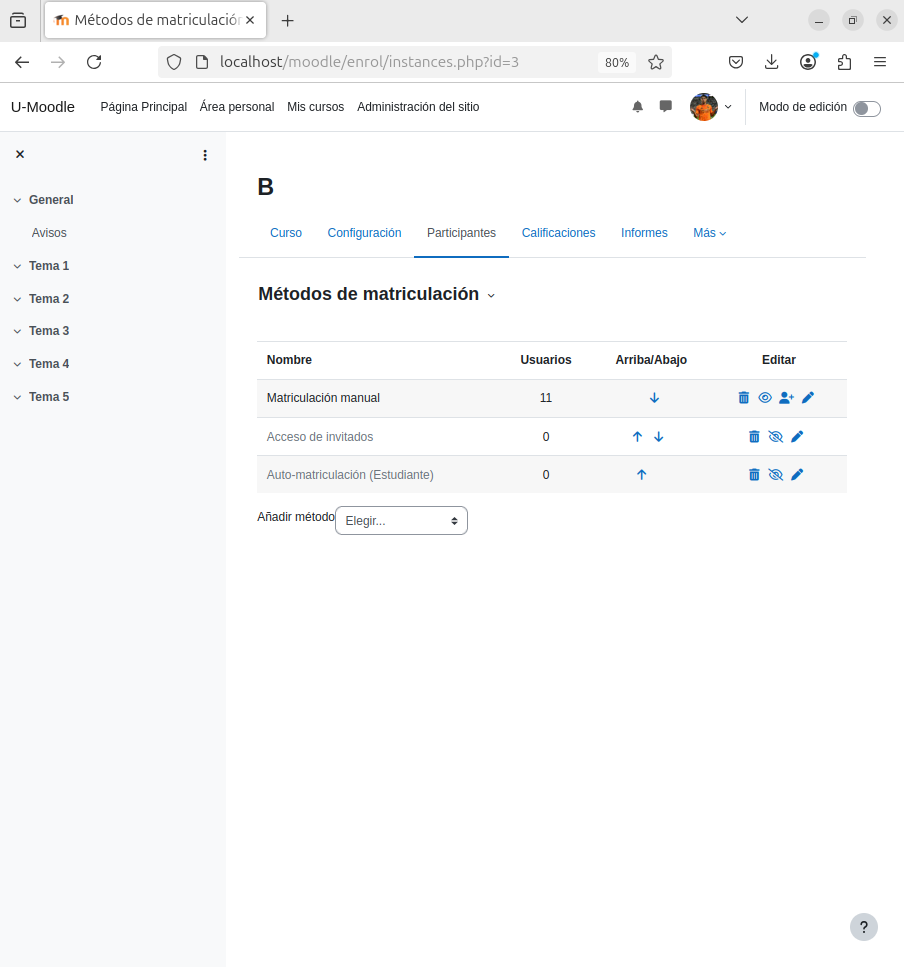 Métodos de matriculación
localhost/moodle/enrol/instances.php?id=3
80%
U-Moodle
Página Principal
Área personal
Mis cursos
Administración del sitio
Modo de edición
General
Avisos
Tema 1
Tema 2
Tema 3
Tema 4
Tema 5
B
Curso
Configuración
Participantes
Calificaciones
Informes
Más
Métodos de matriculación
Nombre Usuarios Arriba/Abajo Editar
Matriculación manual 11
Acceso de invitados 0
Auto-matriculación (Estudiante) 0
Añadir método Elegir...
?